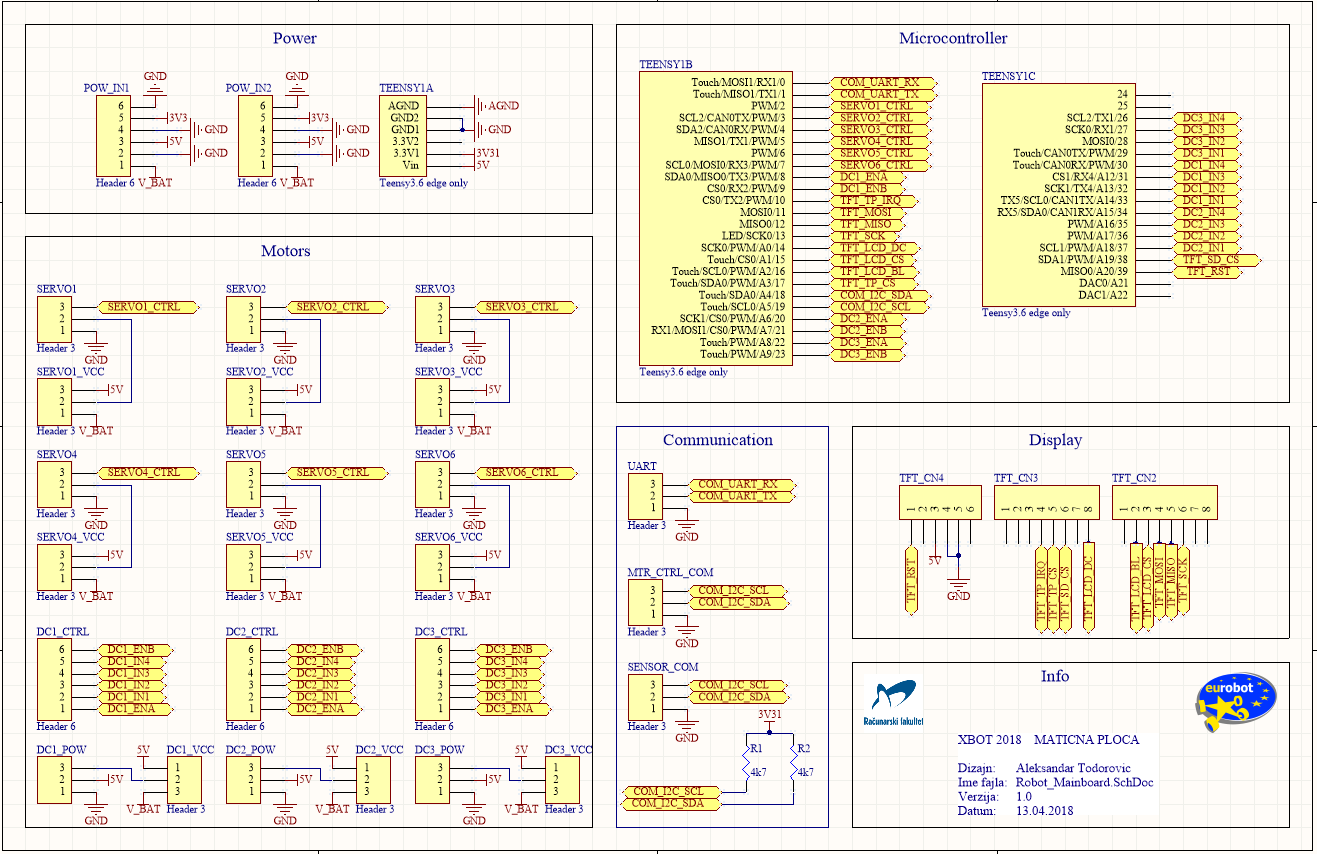 Power
POW_IN1
GND
6
5
4
3
2
1
3V3
GND
5V
GND
Header 6
V_BAT
POW_IN2
GND
6
5
4
3
2
1
3V3
GND
5V
GND
Header 6
V_BAT
TEENSY1A
AGND
GND2
GND1
3.3V2
3.3V1
Vin
AGND
GND
3V31
5V
Teensy3.6 edge only
Motors
SERVO1
3 SERVO1_CTRL
2
1
Header 3
GND
SERVO2
3 SERVO2_CTRL
2
1
Header 3
GND
SERVO3
3 SERVO3_CTRL
2
1
Header 3
GND
SERVO1_VCC
3 5V
2
1
Header 3 V_BAT
SERVO2_VCC
3 5V
2
1
Header 3 V_BAT
SERVO3_VCC
3 5V
2
1
Header 3 V_BAT
SERVO4
3 SERVO4_CTRL
2
1
Header 3
GND
SERVO5
3 SERVO5_CTRL
2
1
Header 3
GND
SERVO6
3 SERVO6_CTRL
2
1
Header 3
GND
SERVO4_VCC
3 5V
2
1
Header 3 V_BAT
SERVO5_VCC
3 5V
2
1
Header 3 V_BAT
SERVO6_VCC
3 5V
2
1
Header 3 V_BAT
DC1_CTRL
6 DC1_ENB
5 DC1_IN4
4 DC1_IN3
3 DC1_IN2
2 DC1_IN1
1 DC1_ENA
Header 6
DC2_CTRL
6 DC2_ENB
5 DC2_IN4
4 DC2_IN3
3 DC2_IN2
2 DC2_IN1
1 DC2_ENA
Header 6
DC3_CTRL
6 DC3_ENB
5 DC3_IN4
4 DC3_IN3
3 DC3_IN2
2 DC3_IN1
1 DC3_ENA
Header 6
DC1_POW
3
2
1
5V
Header 3
GND
5V
V_BAT
DC1_VCC
1
2
3
Header 3
DC2_POW
3
2
1
5V
Header 3
GND
5V
V_BAT
DC2_VCC
1
2
3
Header 3
DC3_POW
3
2
1
5V
Header 3
GND
5V
V_BAT
DC3_VCC
1
2
3
Header 3
Microcontroller
TEENSY1B
Touch/MOSI1/RX1/0 COM_UART_RX
Touch/MISO1/TX1/1 COM_UART_TX
PWM/2 SERVO1_CTRL
SCL2/CAN0TX/PWM/3 SERVO2_CTRL
SDA2/CAN0RX/PWM/4 SERVO3_CTRL
MISO1/TX1/PWM/5 SERVO4_CTRL
PWM/6 SERVO5_CTRL
SCL0/MOSI0/RX3/PWM/7 SERVO6_CTRL
SDA0/MISO0/TX3/PWM/8 DC1_ENA
CS0/RX2/PWM/9 DC1_ENB
CS0/TX2/PWM/10 TFT_TP_IRQ
MOSI0/11 TFT_MOSI
MISO0/12 TFT_MISO
LED/SCK0/13 TFT_SCK
SCK0/PWM/A0/14 TFT_LCD_DC
Touch/CS0/A1/15 TFT_LCD_CS
Touch/SCL0/PWM/A2/16 TFT_LCD_BL
Touch/SDA0/PWM/A3/17 TFT_TP_CS
Touch/SDA0/A4/18 COM_I2C_SDA
Touch/SCL0/A5/19 COM_I2C_SCL
SCK1/CS0/PWM/A6/20 DC2_ENA
RX1/MOSI1/CS0/PWM/A7/21 DC2_ENB
Touch/PWM/A8/22 DC3_ENA
Touch/PWM/A9/23 DC3_ENB
Teensy3.6 edge only
TEENSY1C
24
25
SCL2/TX1/26 DC3_IN4
SCK0/RX1/27 DC3_IN3
MOSI0/28 DC3_IN2
Touch/CAN0TX/PWM/29 DC3_IN1
Touch/CAN0RX/PWM/30 DC1_IN4
CS1/RX4/A12/31 DC1_IN3
SCK1/TX4/A13/32 DC1_IN2
TX5/SCL0/CAN1TX/A14/33 DC1_IN1
RX5/SDA0/CAN1RX/A15/34 DC2_IN4
PWM/A16/35 DC2_IN3
PWM/A17/36 DC2_IN2
SCL1/PWM/A18/37 DC2_IN1
SDA1/PWM/A19/38 TFT_SD_CS
MISO0/A20/39 TFT_RST
DAC0/A21
DAC1/A22
Teensy3.6 edge only
Communication
UART
3 COM_UART_RX
2 COM_UART_TX
1
Header 3
GND
MTR_CTRL_COM
3 COM_I2C_SCL
2 COM_I2C_SDA
1
Header 3
GND
SENSOR_COM
3 COM_I2C_SCL
2 COM_I2C_SDA
1
Header 3
GND
3V31
R1
4k7
R2
4k7
COM_I2C_SCL
COM_I2C_SDA
Display
TFT_CN4
1 2 3 4 5 6
TFT_RST
5V
GND
TFT_CN3
1 2 3 4 5 6 7 8
TFT_TP_IRQ
TFT_TP_CS
TFT_SD_CS
TFT_LCD_DC
TFT_CN2
1 2 3 4 5 6 7 8
TFT_LCD_BL
TFT_LCD_CS
TFT_MOSI
TFT_MISO
TFT_SCK
Info
Računarski fakultet
eurobot
XBOT 2018 MATICNA PLOCA
Dizajn: Aleksandar Todorovic
Ime fajla: Robot_Mainboard.SchDoc
Verzija: 1.0
Datum: 13.04.2018